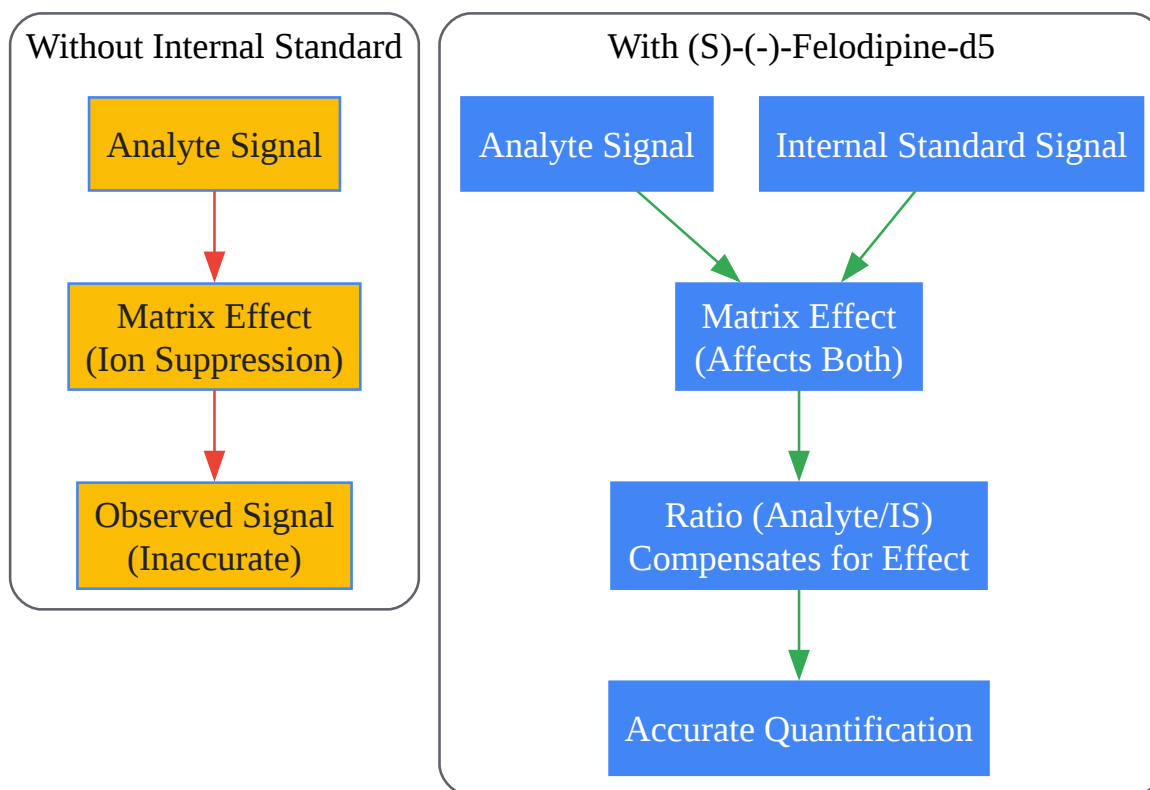 Without Internal Standard
Analyte Signal
Matrix Effect
(Ion Suppression)
Observed Signal
(Inaccurate)
With (S)-(-)-Felodipine-d5
Analyte Signal
Internal Standard Signal
Matrix Effect
(Affects Both)
Ratio (Analyte/IS)
Compensates for Effect
Accurate Quantification